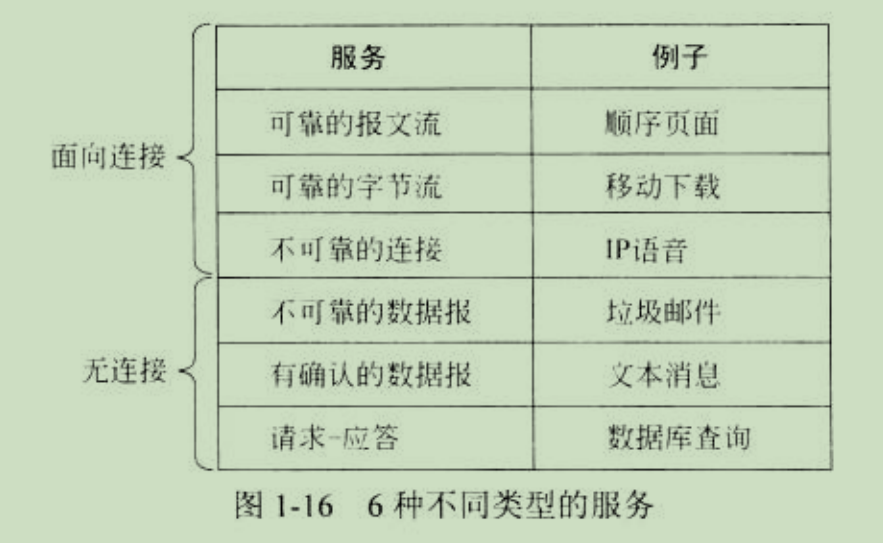 服务 例子
可靠的报文流 顺序页面
面向连接
可靠的字节流 移动下载
不可靠的连接 IP语音
不可靠的数据报 垃圾邮件
无连接
有确认的数据报 文本消息
请求-应答 数据库查询
图 1-16 6 种不同类型的服务